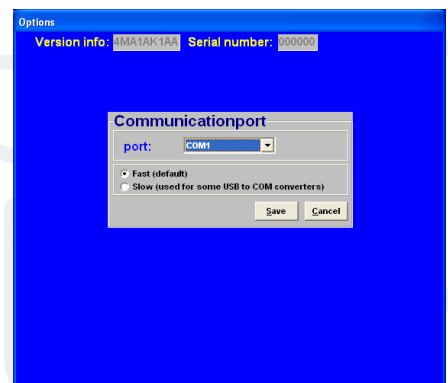 Options
Version info: 4MA1AK1AA Serial number: 000000
Communicationport
port: COM1
Fast (default)
Slow (used for some USB to COM converters)
Save Cancel